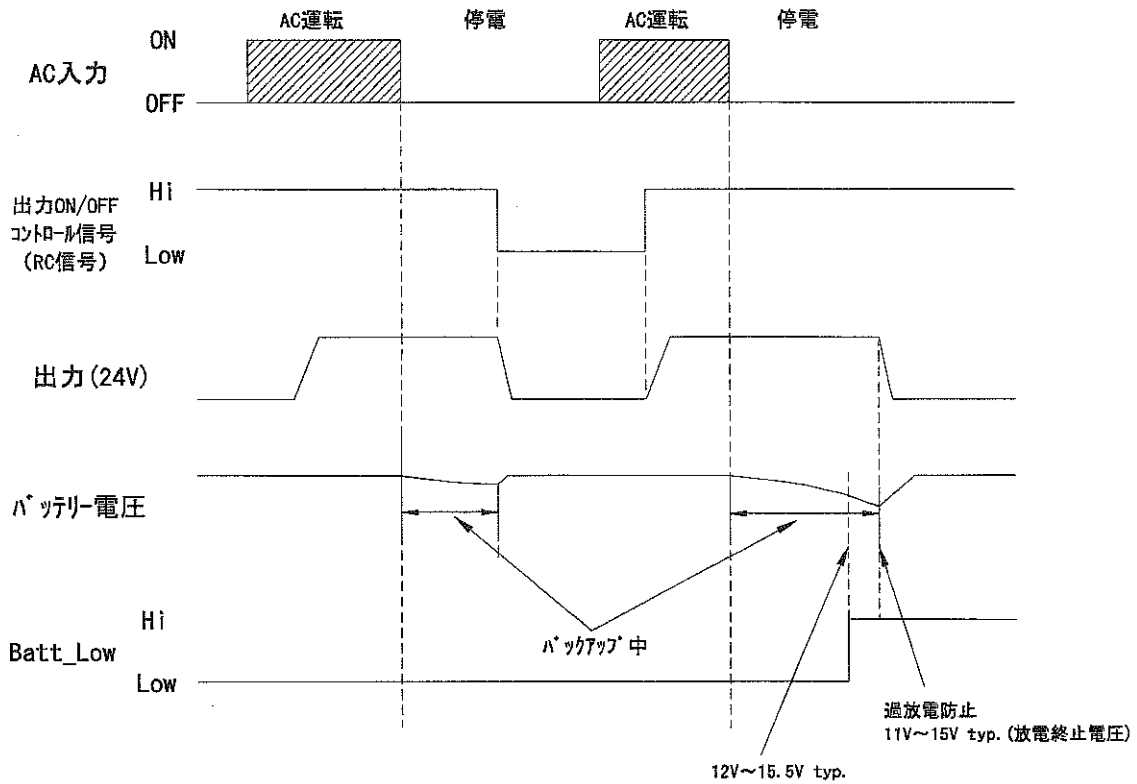 AC運転 停電 AC運転 停電
ON
AC入力
OFF
Hi
出力ON/OFF
ｺﾝﾄﾛｰﾙ信号
(RC信号)
Low
出力(24V)
ﾊﾞｯﾃﾘｰ電圧
Hi
Batt_Low
Low
ﾊﾞｯｸｱｯﾌﾟ中
過放電防止
11V～15V typ.(放電終止電圧)
12V～15.5V typ.